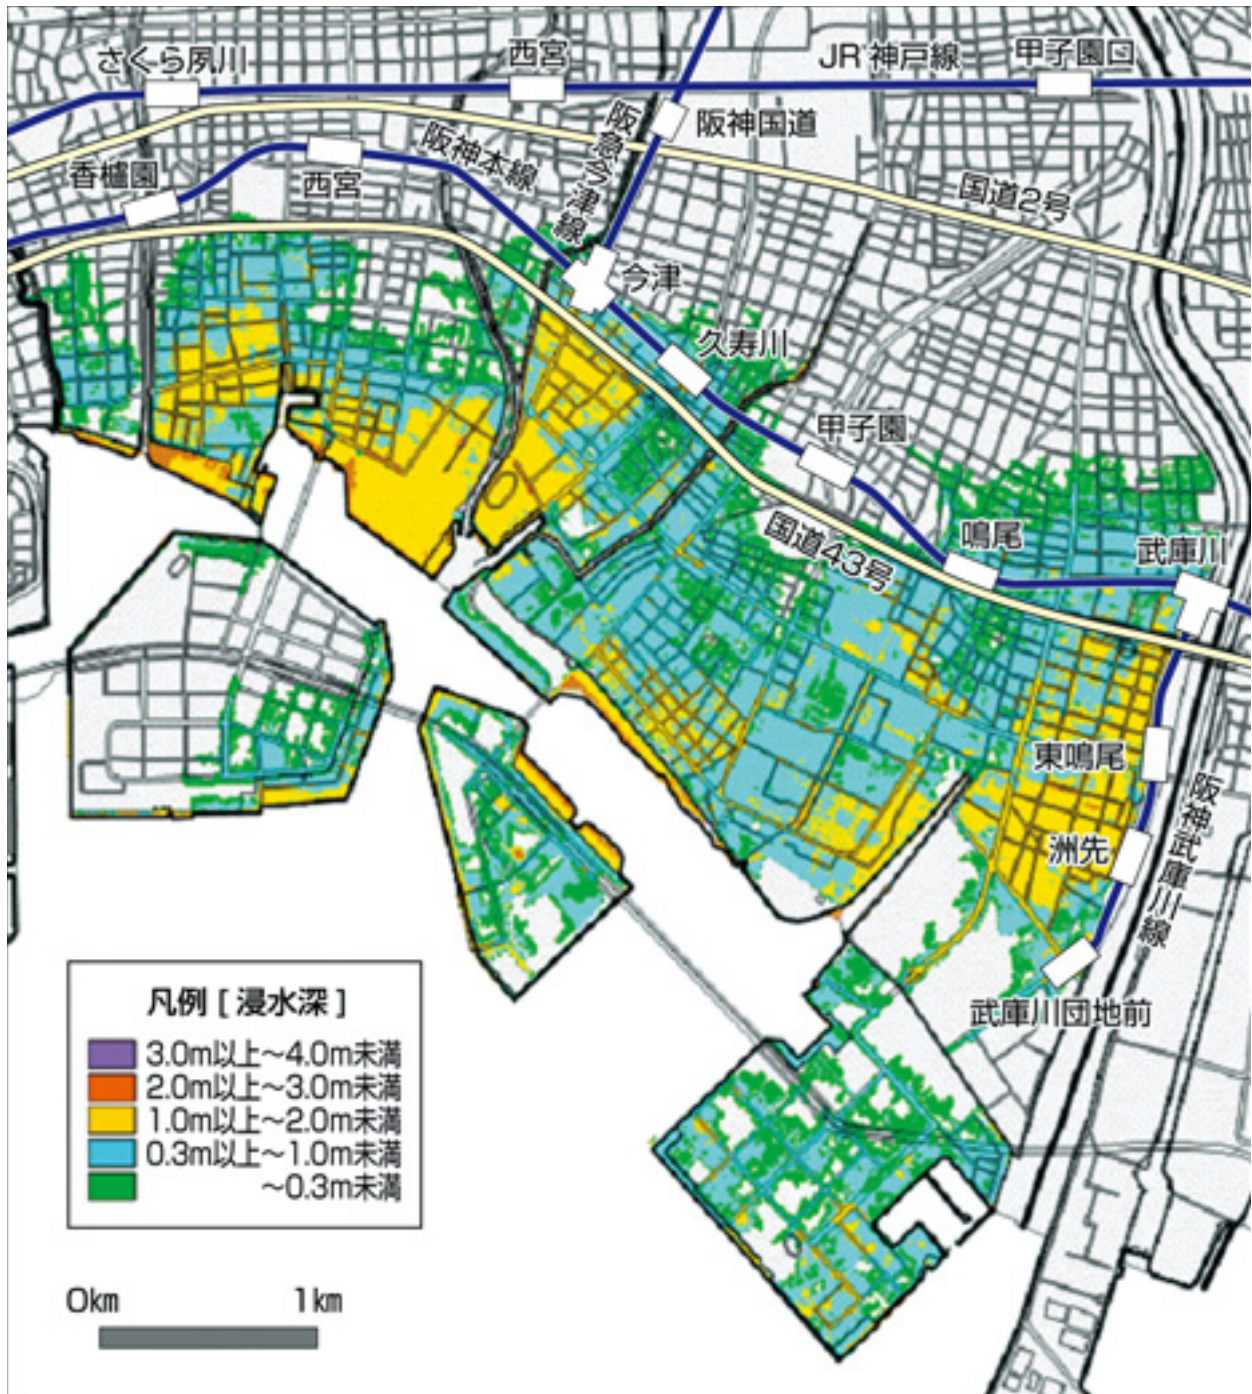 さくら夙川
西宮
JR 神戸線
甲子園口
阪神国道
阪急今津線
阪神本線
香櫨園
西宮
国道2号
今津
久寿川
甲子園
国道43号
鳴尾
武庫川
東鳴尾
洲先
阪神武庫川線
武庫川団地前
凡例 [ 浸水深 ]
3.0m以上～4.0m未満
2.0m以上～3.0m未満
1.0m以上～2.0m未満
0.3m以上～1.0m未満
～0.3m未満
0km 1km